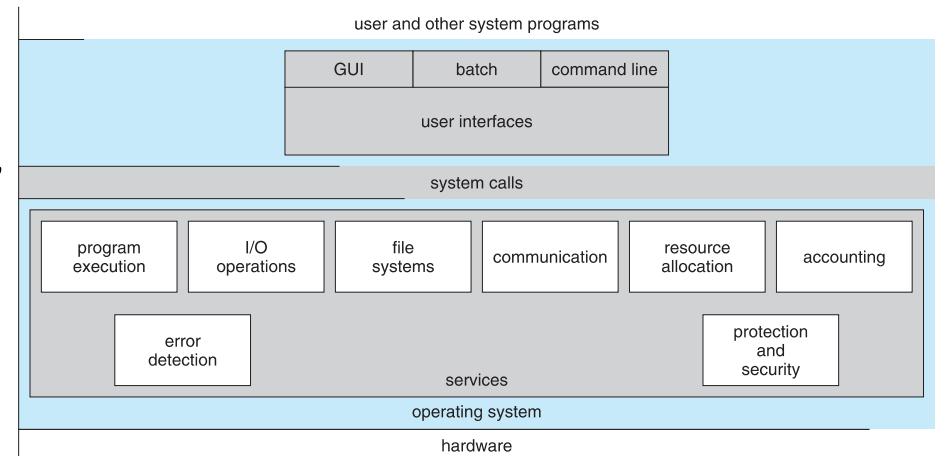 user and other system programs
GUI
batch
command line
user interfaces
system calls
program
execution
I/O
operations
file
systems
communication
resource
allocation
accounting
error
detection
protection
and
security
services
operating system
hardware